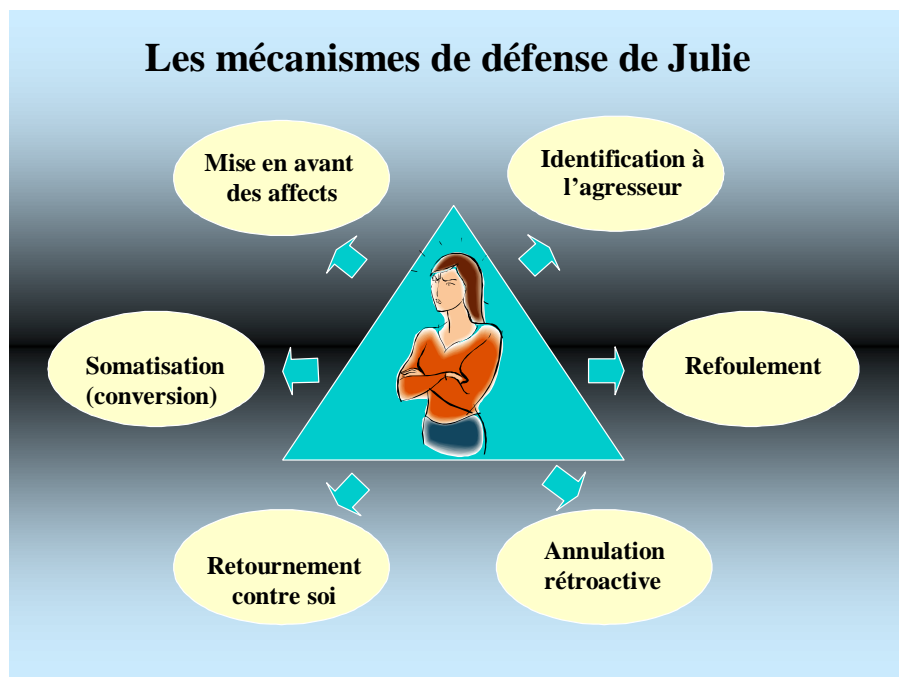 Les mécanismes de défense de Julie
Mise en avant
des affects
Identification à
l'agresseur
Somatisation
(conversion)
Refoulement
Retournement
contre soi
Annulation
rétroactive